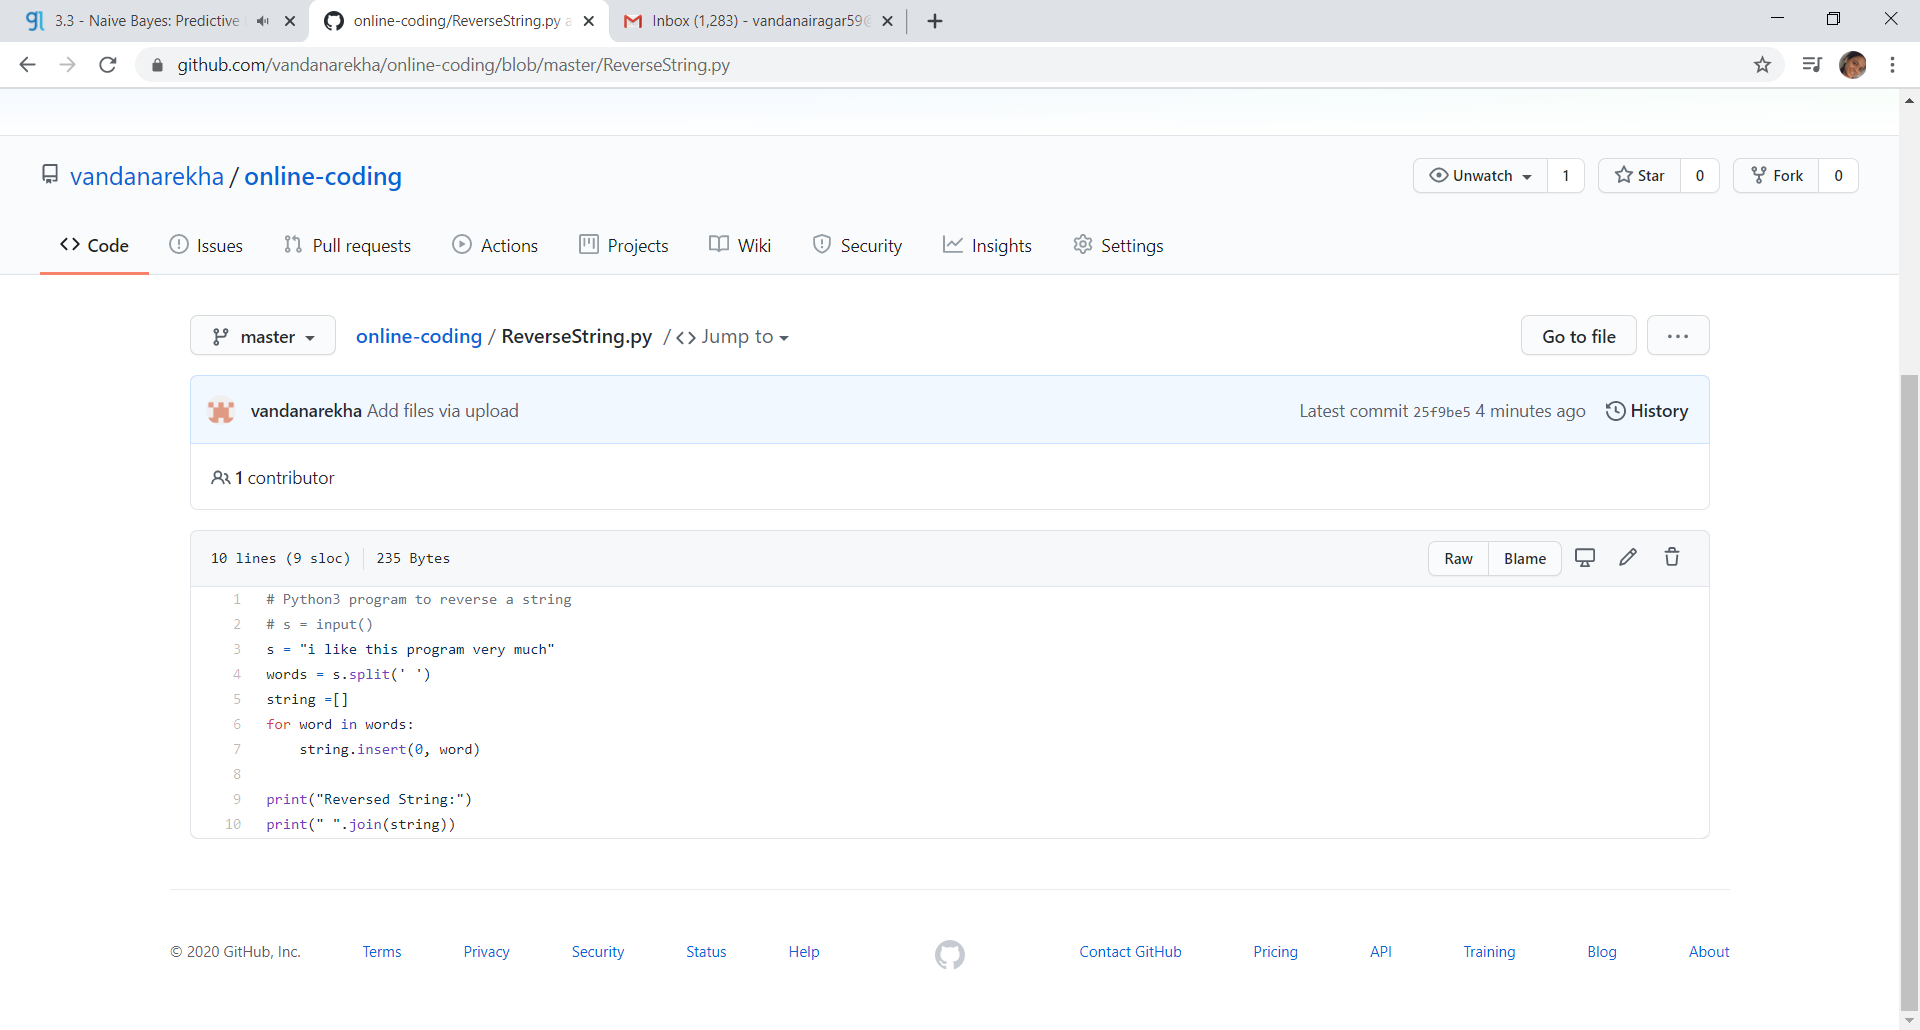 3.3 - Naive Bayes: Predictive
online-coding/ReverseString.py a
Inbox (1,283) - vandanairagar59@
github.com/vandanarekha/online-coding/blob/master/ReverseString.py
vandanarekha / online-coding
Unwatch 1 Star 0 Fork 0
Code Issues Pull requests Actions Projects Wiki Security Insights Settings
master online-coding / ReverseString.py / <> Jump to Go to file ...
vandanarekha Add files via upload Latest commit 25f9be5 4 minutes ago History
1 contributor
10 lines (9 sloc) 235 Bytes Raw Blame
1 # Python3 program to reverse a string
2 # s = input()
3 s = "i like this program very much"
4 words = s.split(' ')
5 string =[]
6 for word in words:
7     string.insert(0, word)
8
9 print("Reversed String:")
10 print(" ".join(string))
© 2020 GitHub, Inc. Terms Privacy Security Status Help Contact GitHub Pricing API Training Blog About